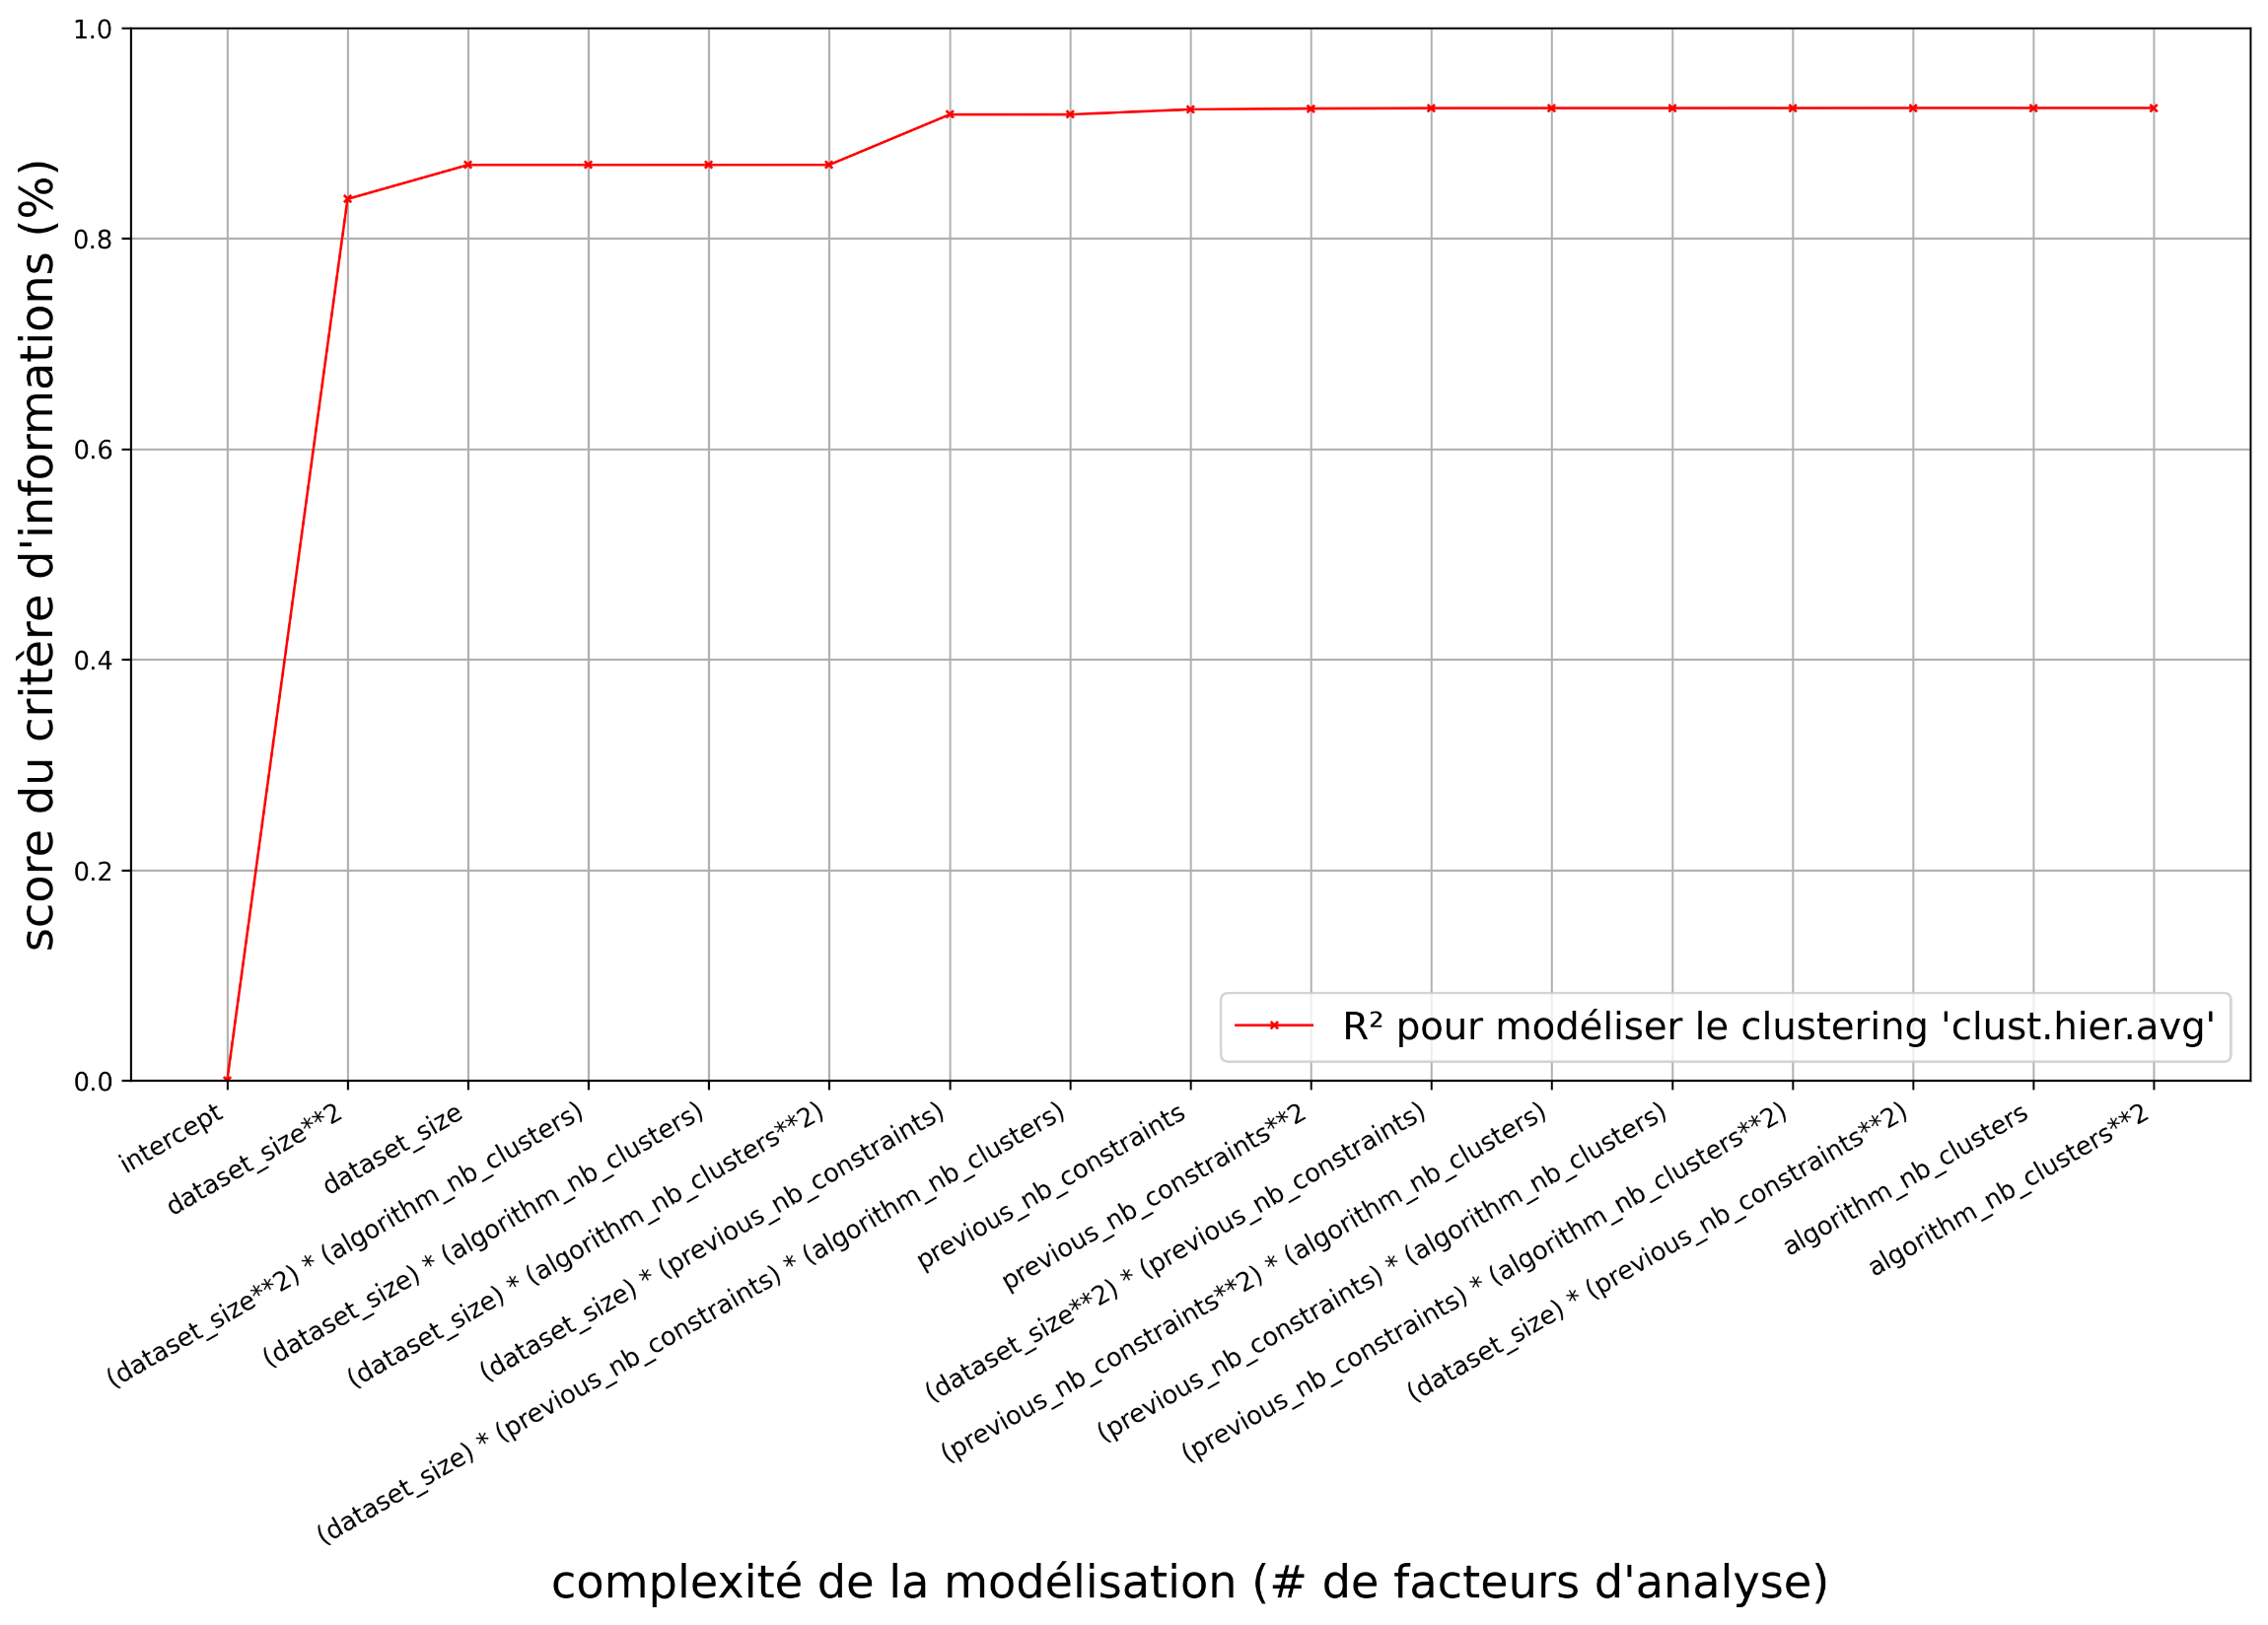 score du critère d'informations (%)
1.0
0.8
0.6
0.4
0.2
0.0
R² pour modéliser le clustering 'clust.hier.avg'
intercept
dataset_size**2
dataset_size
(dataset_size**2) * (algorithm_nb_clusters)
(dataset_size) * (algorithm_nb_clusters)
(dataset_size) * (algorithm_nb_clusters**2)
(dataset_size) * (previous_nb_constraints)
(dataset_size) * (previous_nb_constraints) * (algorithm_nb_clusters)
previous_nb_constraints
previous_nb_constraints**2
(dataset_size**2) * (previous_nb_constraints)
(previous_nb_constraints**2) * (algorithm_nb_clusters)
(previous_nb_constraints) * (algorithm_nb_clusters)
(previous_nb_constraints) * (algorithm_nb_clusters**2)
(dataset_size) * (previous_nb_constraints**2)
algorithm_nb_clusters
algorithm_nb_clusters**2
complexité de la modélisation (# de facteurs d'analyse)